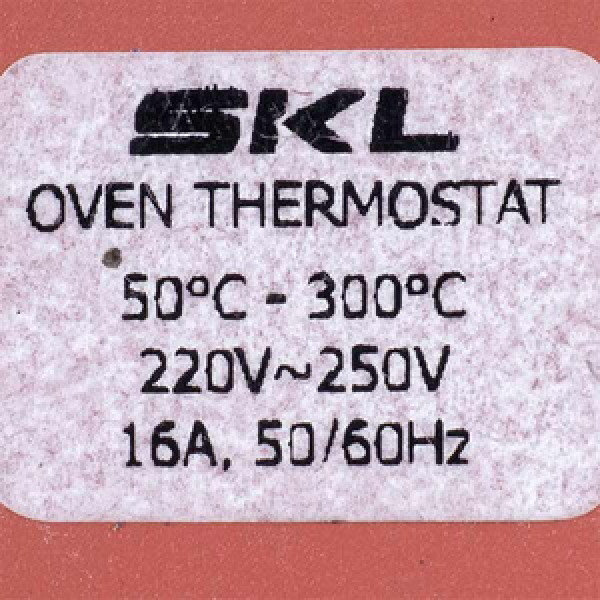 SKL
OVEN THERMOSTAT
50°C - 300°C
220V~250V
16A, 50/60Hz